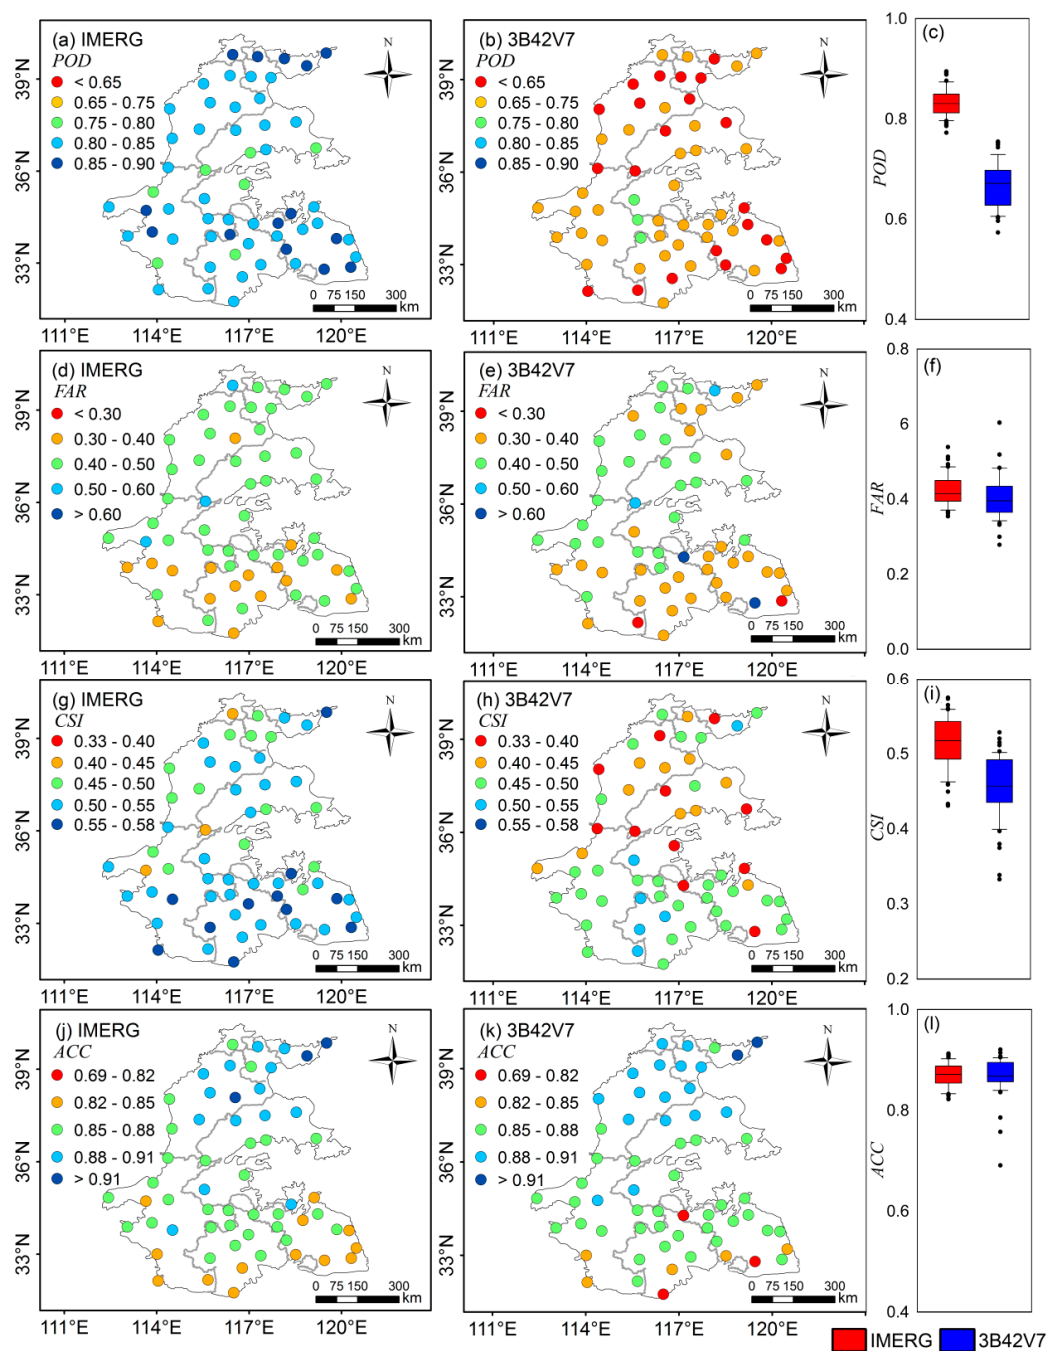 (a) IMERG
POD
< 0.65
0.65 - 0.75
0.75 - 0.80
0.80 - 0.85
0.85 - 0.90
N
0 75 150 300
km
39°N
36°N
33°N
111°E 114°E 117°E 120°E
(b) 3B42V7
POD
< 0.65
0.65 - 0.75
0.75 - 0.80
0.80 - 0.85
0.85 - 0.90
N
0 75 150 300
km
111°E 114°E 117°E 120°E
(c)
POD
1.0
0.8
0.6
0.4
(d) IMERG
FAR
< 0.30
0.30 - 0.40
0.40 - 0.50
0.50 - 0.60
> 0.60
N
0 75 150 300
km
39°N
36°N
33°N
111°E 114°E 117°E 120°E
(e) 3B42V7
FAR
< 0.30
0.30 - 0.40
0.40 - 0.50
0.50 - 0.60
> 0.60
N
0 75 150 300
km
111°E 114°E 117°E 120°E
(f)
FAR
0.8
6
0.4
0.2
0.0
(g) IMERG
CSI
0.33 - 0.40
0.40 - 0.45
0.45 - 0.50
0.50 - 0.55
0.55 - 0.58
N
0 75 150 300
km
39°N
36°N
33°N
111°E 114°E 117°E 120°E
(h) 3B42V7
CSI
0.33 - 0.40
0.40 - 0.45
0.45 - 0.50
0.50 - 0.55
0.55 - 0.58
N
0 75 150 300
km
111°E 114°E 117°E 120°E
(i)
CSI
0.6
0.5
0.4
0.3
0.2
(j) IMERG
ACC
0.69 - 0.82
0.82 - 0.85
0.85 - 0.88
0.88 - 0.91
> 0.91
N
0 75 150 300
km
39°N
36°N
33°N
111°E 114°E 117°E 120°E
(k) 3B42V7
ACC
0.69 - 0.82
0.82 - 0.85
0.85 - 0.88
0.88 - 0.91
> 0.91
N
0 75 150 300
km
111°E 114°E 117°E 120°E
(l)
ACC
1.0
0.8
0.6
0.4
IMERG 3B42V7